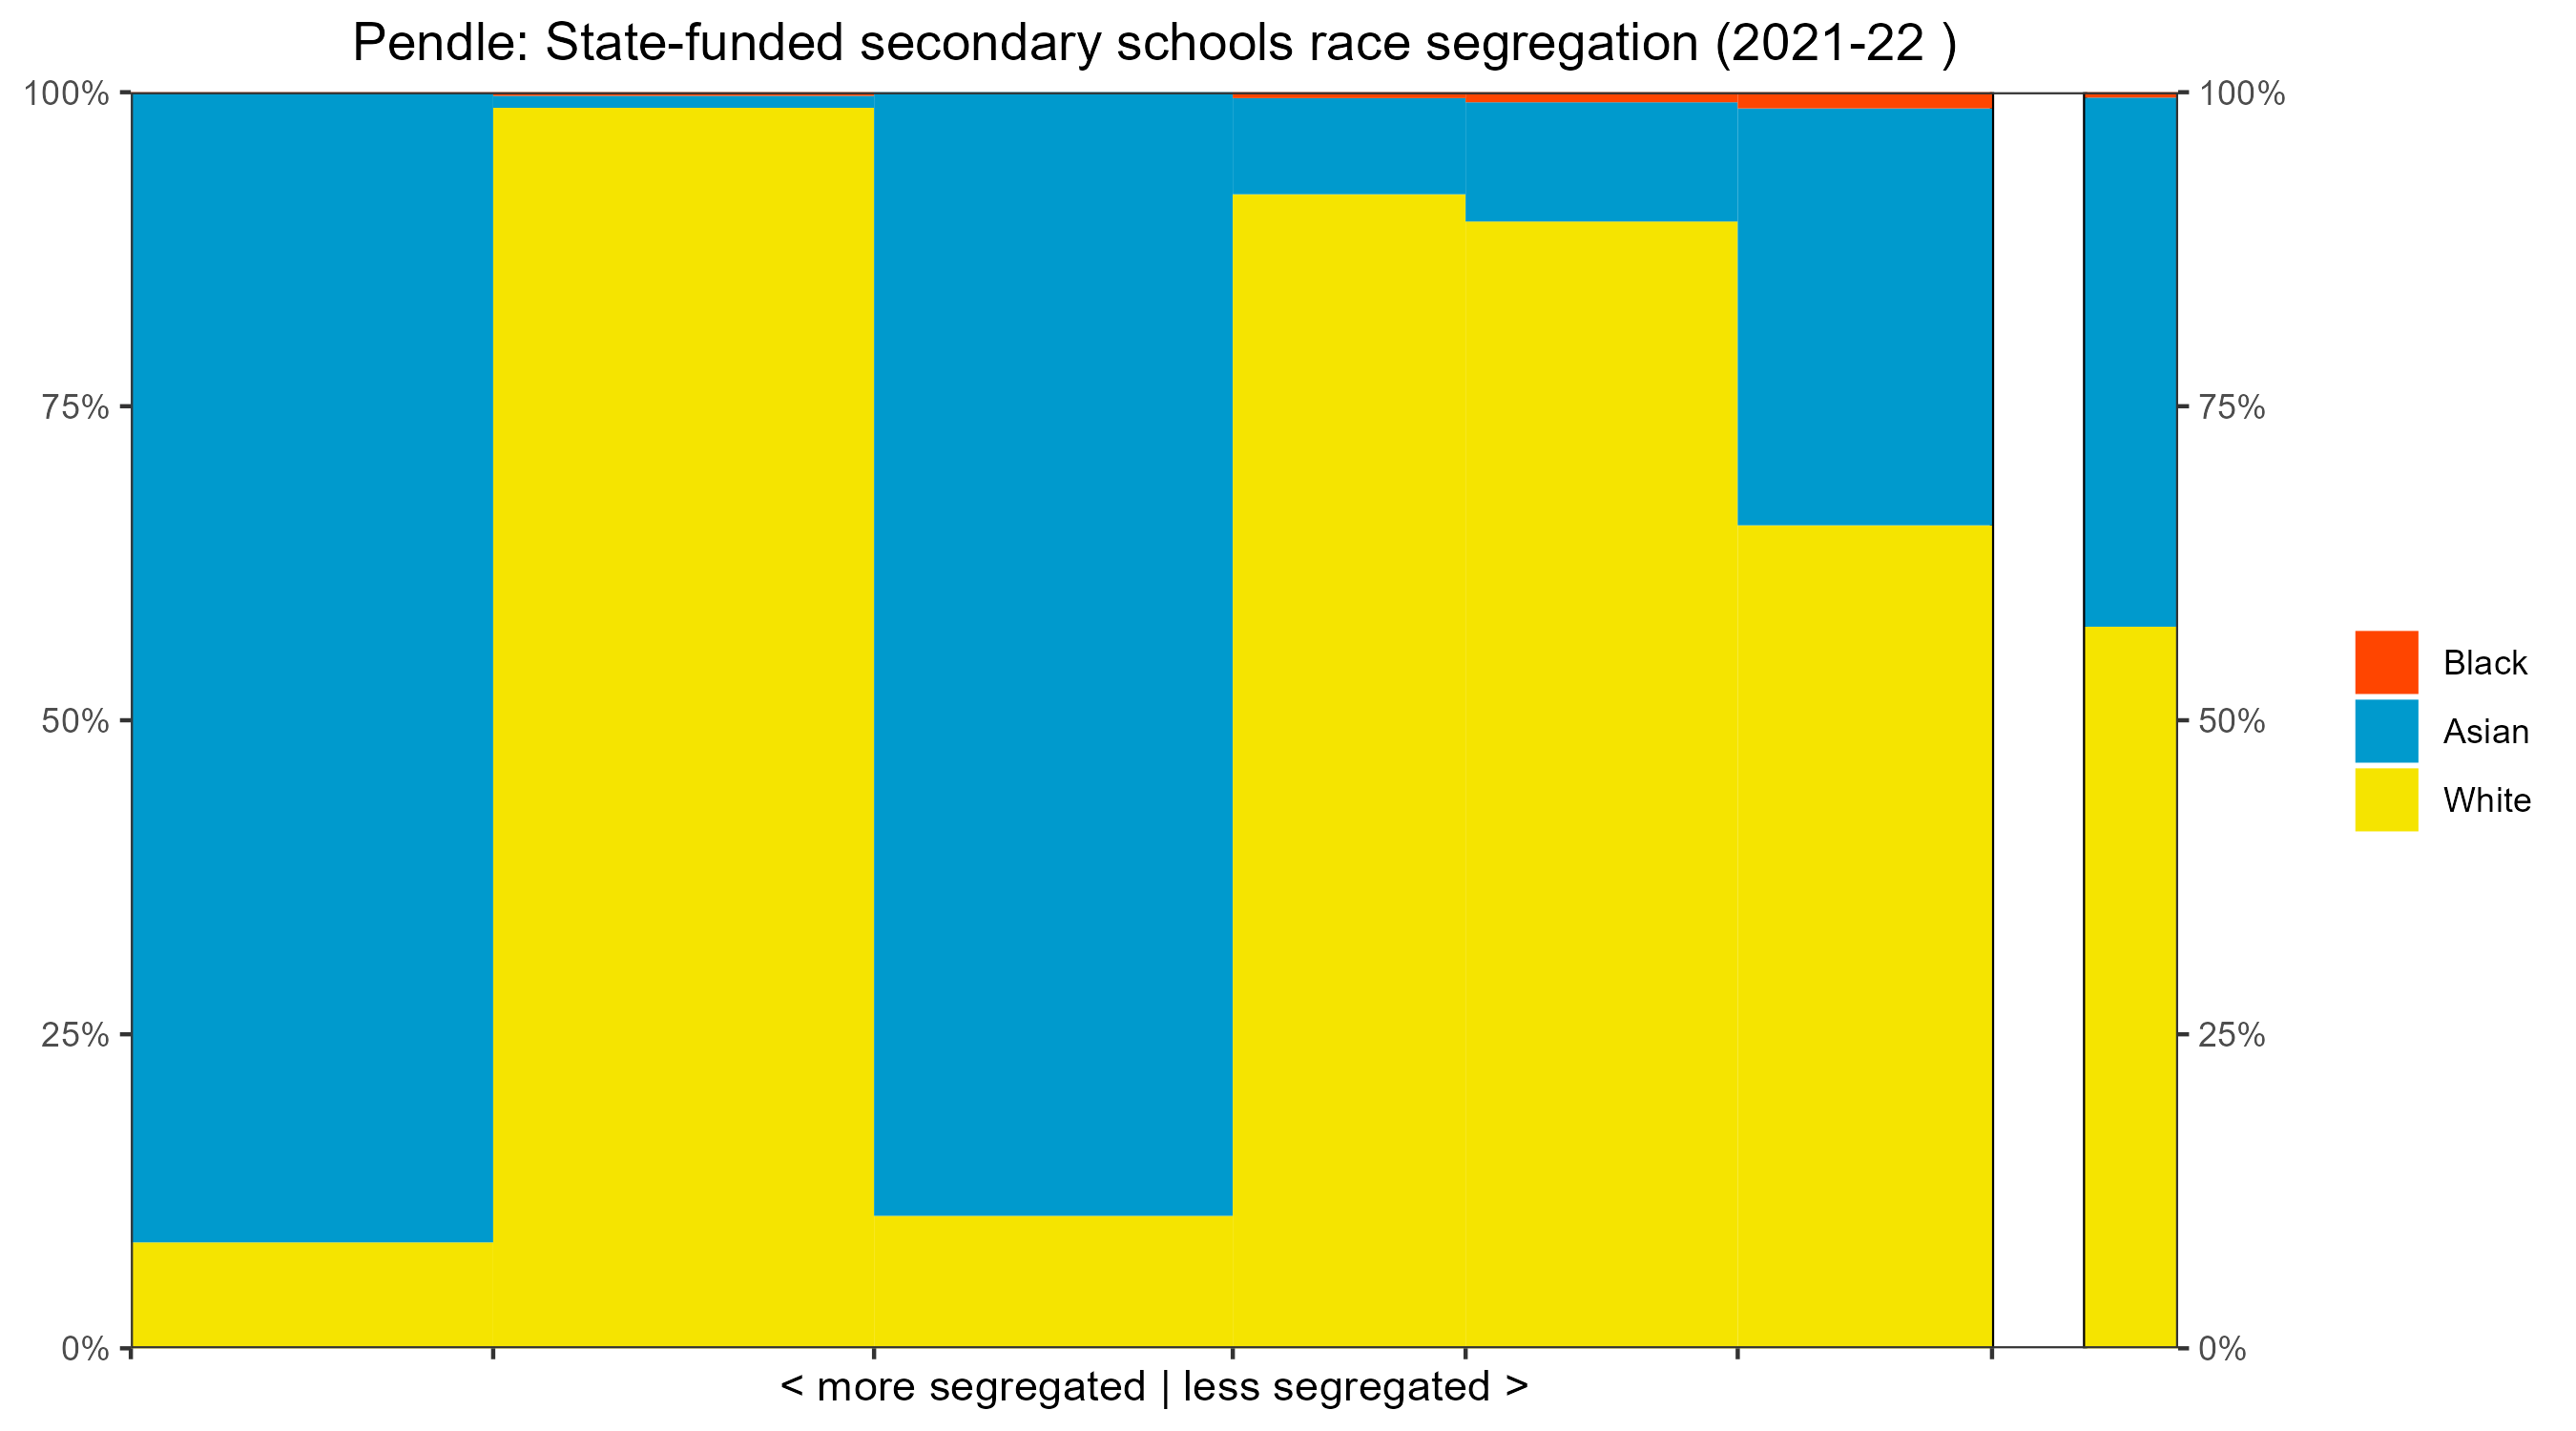 Pendle: State-funded secondary schools race segregation (2021-22 )
100%
75%
50%
25%
0%
100%
75%
50%
25%
0%
< more segregated | less segregated >
Black
Asian
White